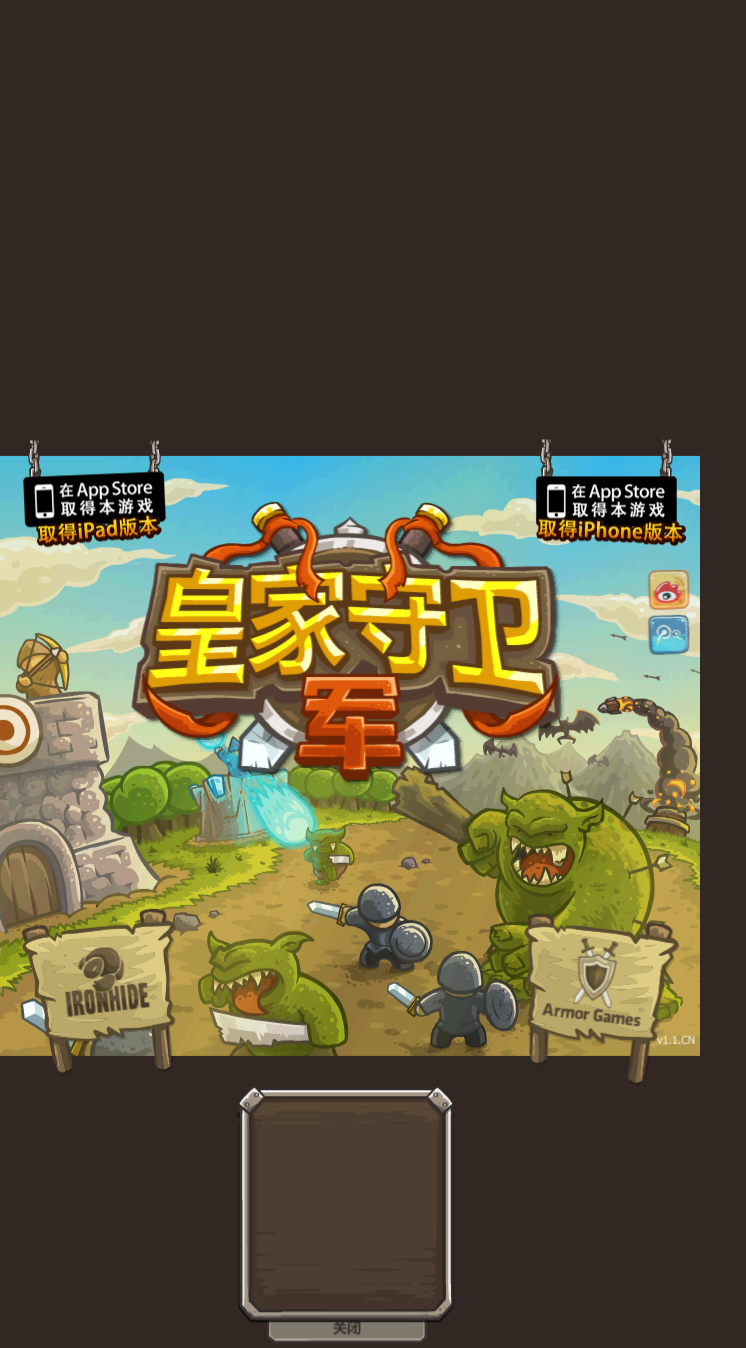 在 App Store
取得本游戏
取得iPad版本
在 App Store
取得本游戏
取得iPhone版本
皇家守卫
军
IRONHIDE
Armor Games
v1.1.CN
关闭